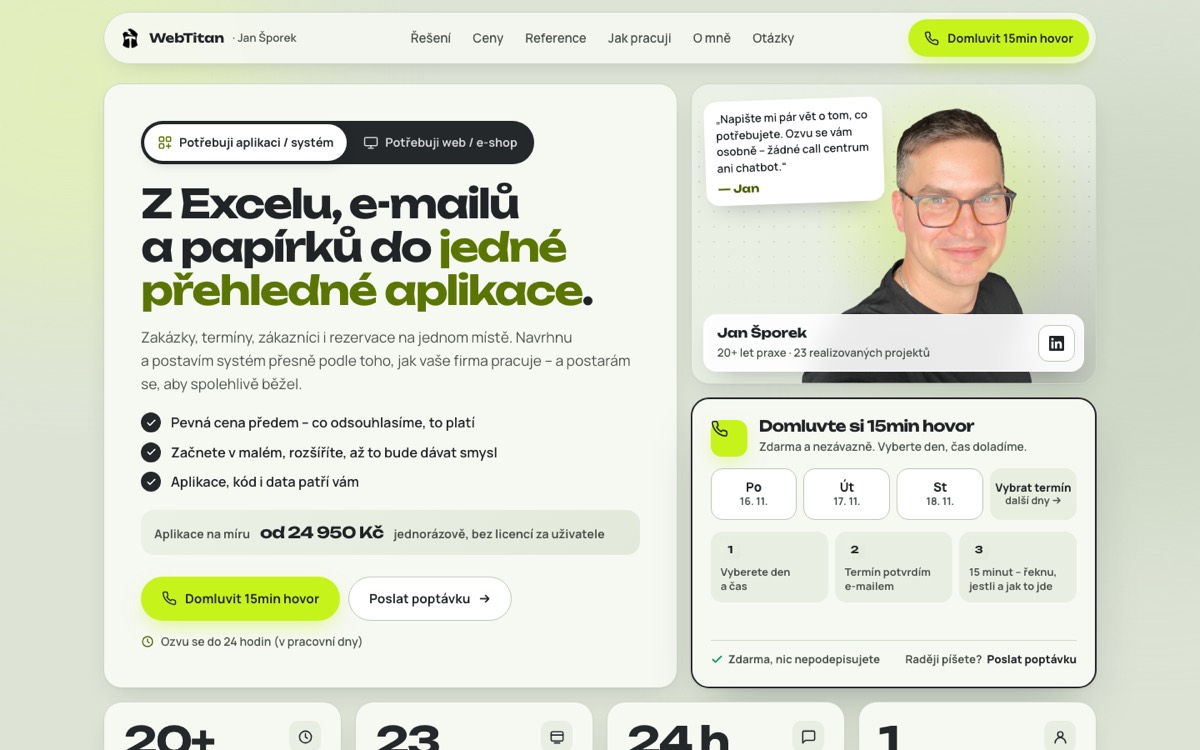 WebTitan · Jan Šporek
Řešení
Ceny
Reference
Jak pracuji
O mně
Otázky
Domluvit 15min hovor
Potřebuji aplikaci / systém
Potřebuji web / e-shop
Z Excelu, e-mailů
a papírků do jedné
přehledné aplikace.
Zakázky, termíny, zákazníci i rezervace na jednom místě. Navrhnu
a postavím systém přesně podle toho, jak vaše firma pracuje – a postarám
se, aby spolehlivě běžel.
Pevná cena předem – co odsouhlasíme, to platí
Začnete v malém, rozšíříte, až to bude dávat smysl
Aplikace, kód i data patří vám
Aplikace na míru od 24 950 Kč jednorázově, bez licencí za uživatele
Domluvit 15min hovor
Poslat poptávku →
Ozvu se do 24 hodin (v pracovní dny)
„Napište mi pár vět o tom, co
potřebujete. Ozvu se vám
osobně – žádné call centrum
ani chatbot.“
— Jan
Jan Šporek
20+ let praxe · 23 realizovaných projektů
in
Domluvte si 15min hovor
Zdarma a nezávazně. Vyberte den, čas doladíme.
Po
16. 11.
Út
17. 11.
St
18. 11.
Vybrat termín
další dny →
1
Vyberete den
a čas
2
Termín potvrdím
e-mailem
3
15 minut – řeknu,
jestli a jak to jde
Zdarma, nic nepodepisujete
Raději píšete? Poslat poptávku
20+
23
24 h
1